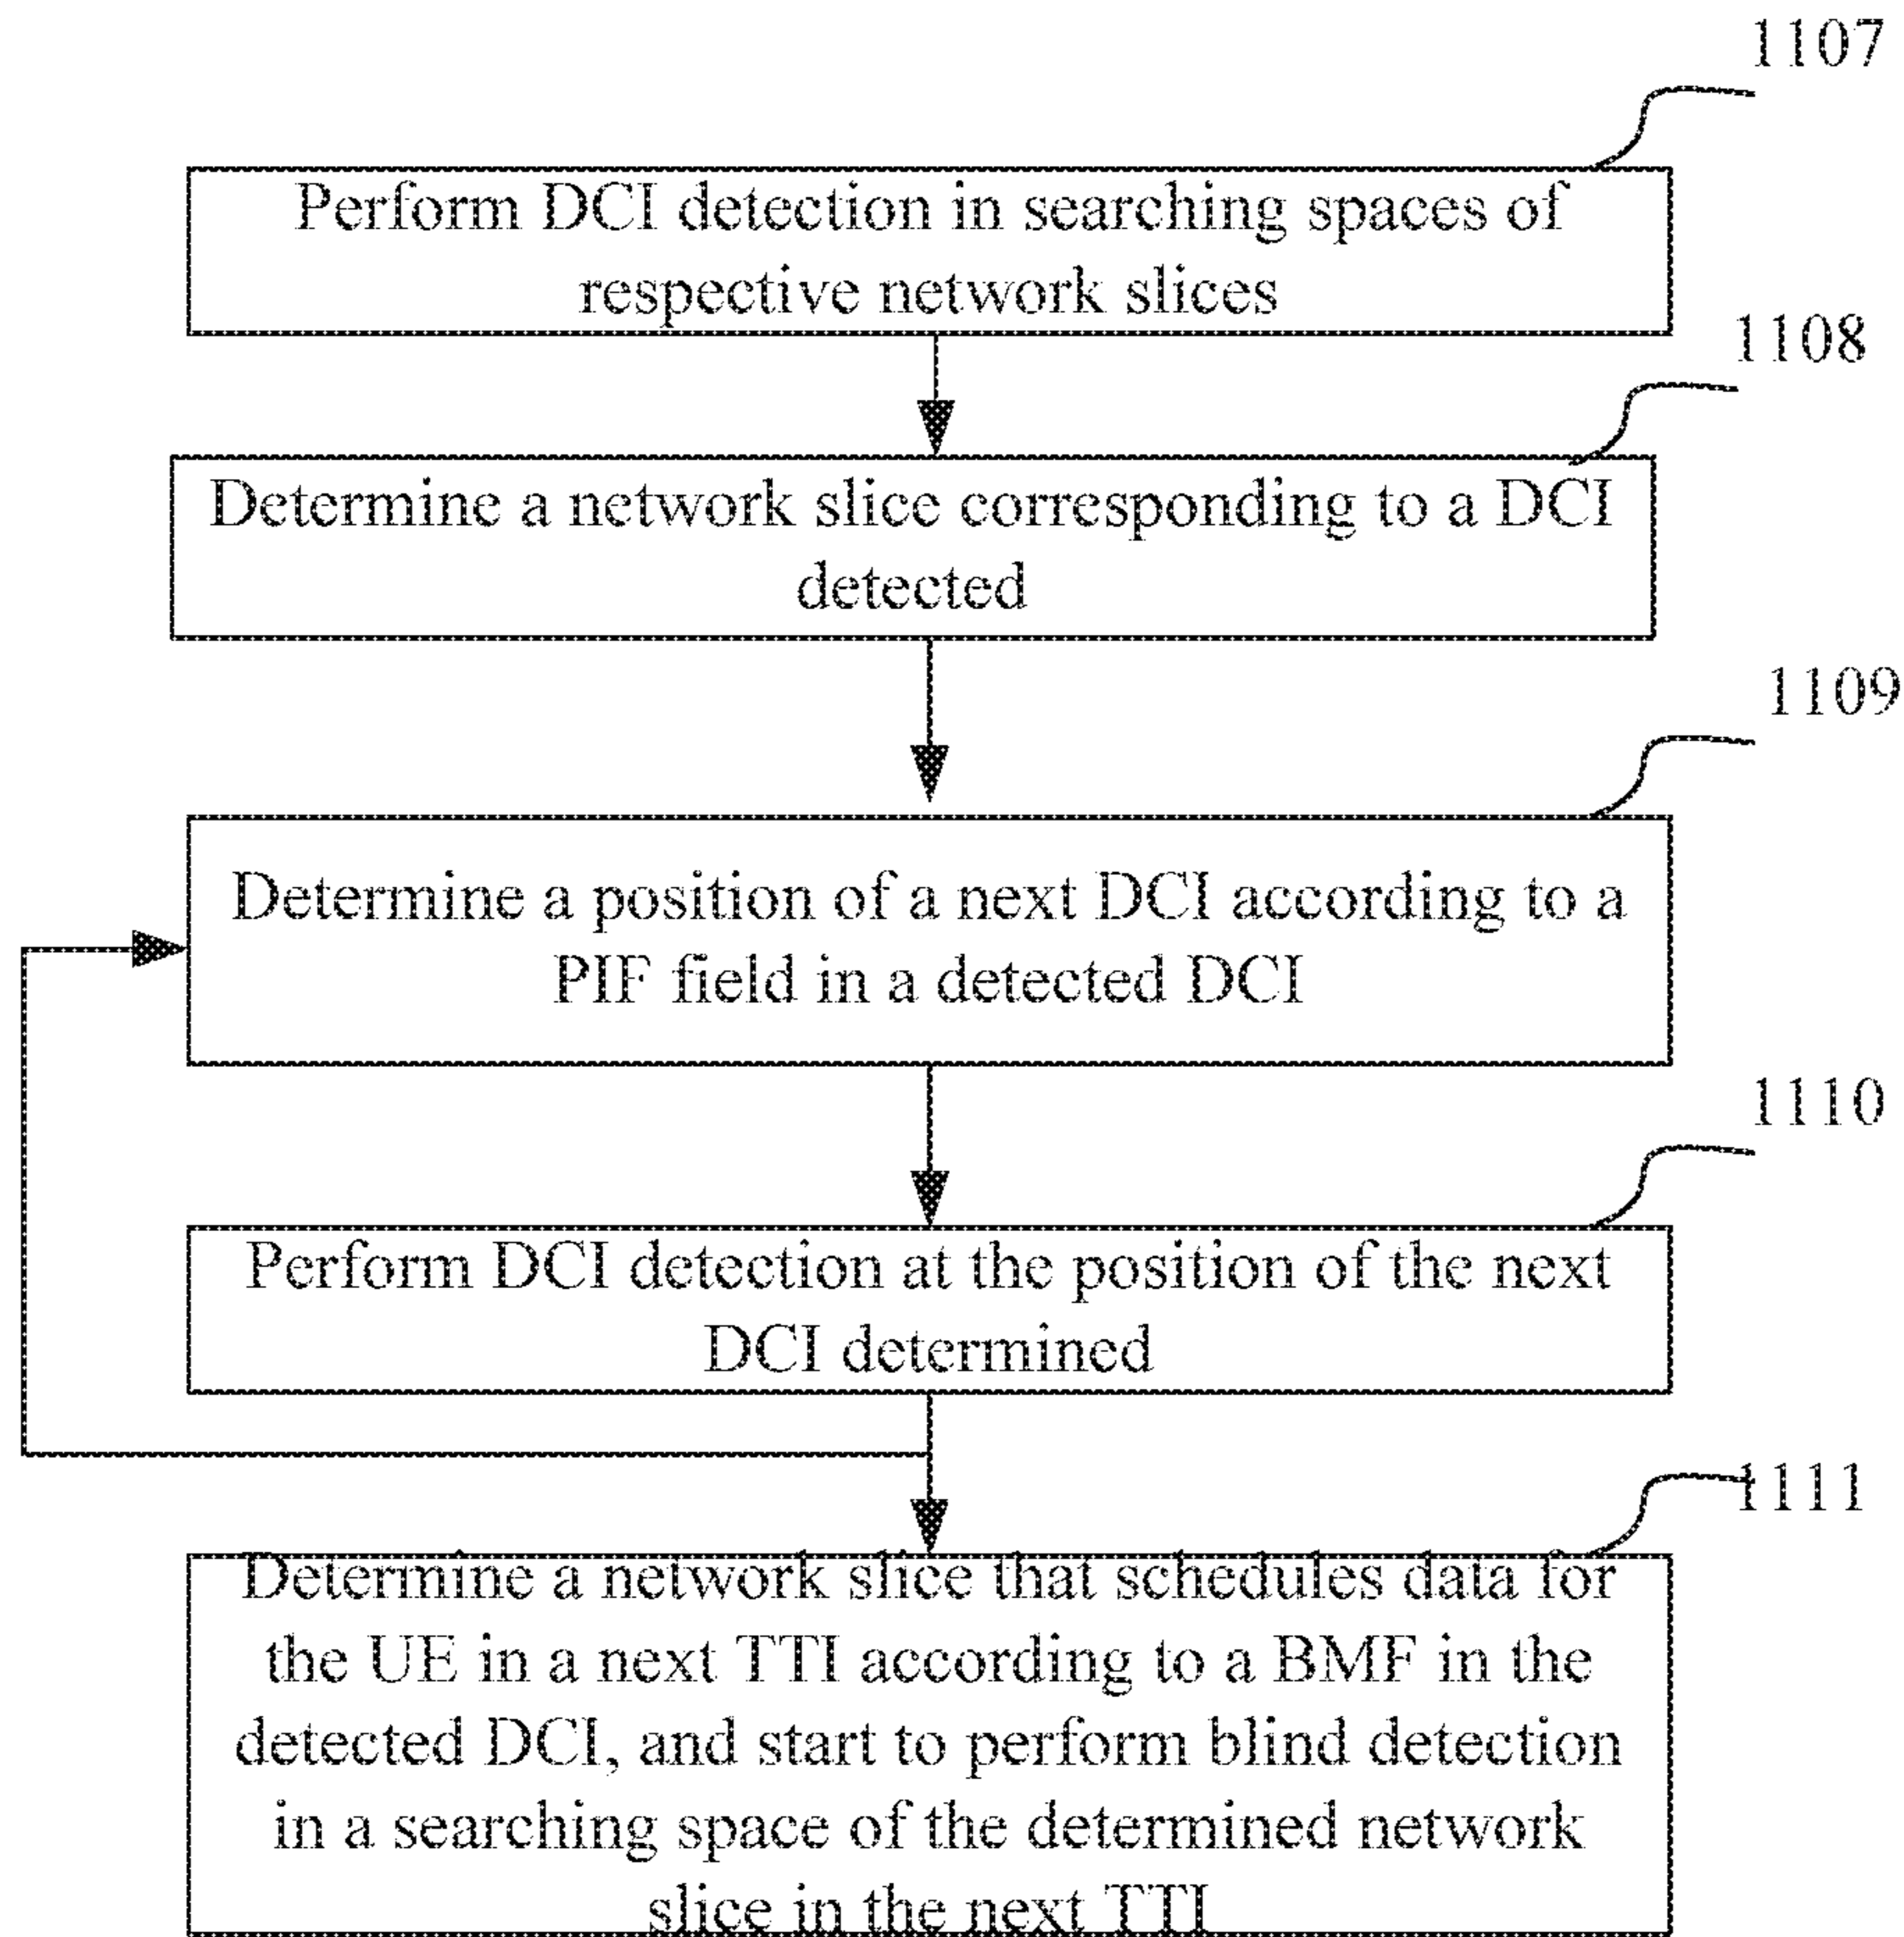 1107
Perform DCI detection in searching spaces of
respective network slices
1108
Determine a network slice corresponding to a DCI
detected
1109
Determine a position of a next DCI according to a
PIF field in a detected DCI
1110
Perform DCI detection at the position of the next
DCI determined
1111
Determine a network slice that schedules data for
the UE in a next TTI according to a BMF in the
detected DCI, and start to perform blind detection
in a searching space of the determined network
slice in the next TTI